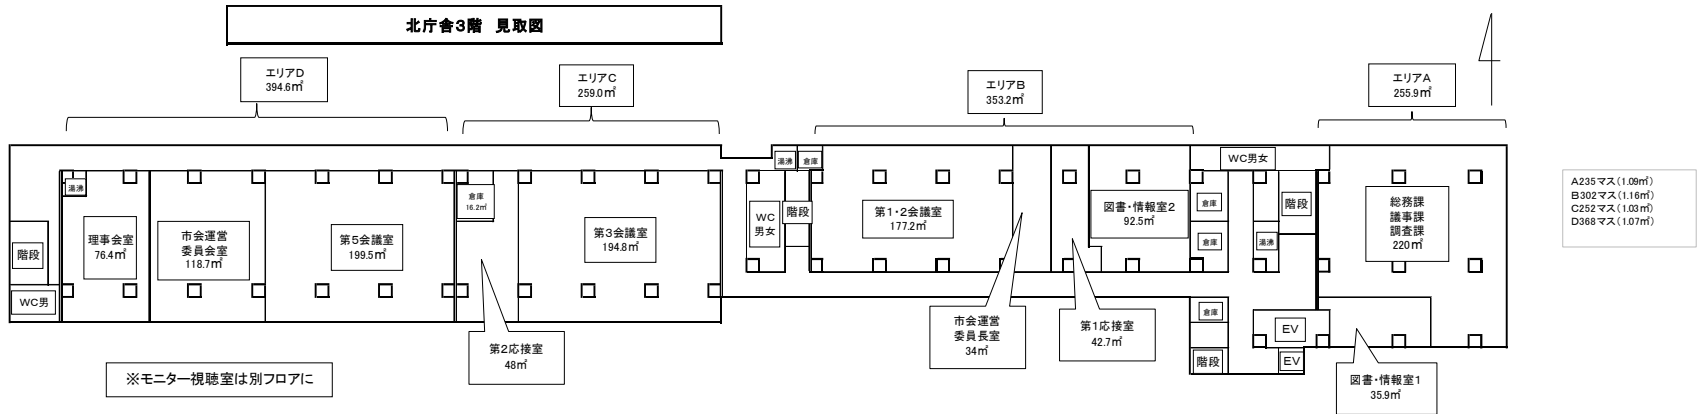 北庁舎3階 見取図
エリアD
394.6㎡
エリアC
259.0㎡
エリアB
353.2㎡
エリアA
255.9㎡
湯沸
倉庫
WC男女
湯沸
倉庫
16.2㎡
理事会室
76.4㎡
市会運営
委員会室
118.7㎡
第5会議室
199.5㎡
第3会議室
194.8㎡
WC
男女
階段
第1・2会議室
177.2㎡
図書・情報室2
92.5㎡
倉庫
倉庫
湯沸
階段
総務課
議事課
調査課
220㎡
A235マス(1.09㎡)
B302マス(1.16㎡)
C252マス(1.03㎡)
D368マス(1.07㎡)
階段
WC男
第2応接室
48㎡
市会運営
委員長室
34㎡
第1応接室
42.7㎡
倉庫
階段
EV
EV
図書・情報室1
35.9㎡
※モニター視聴室は別フロアに